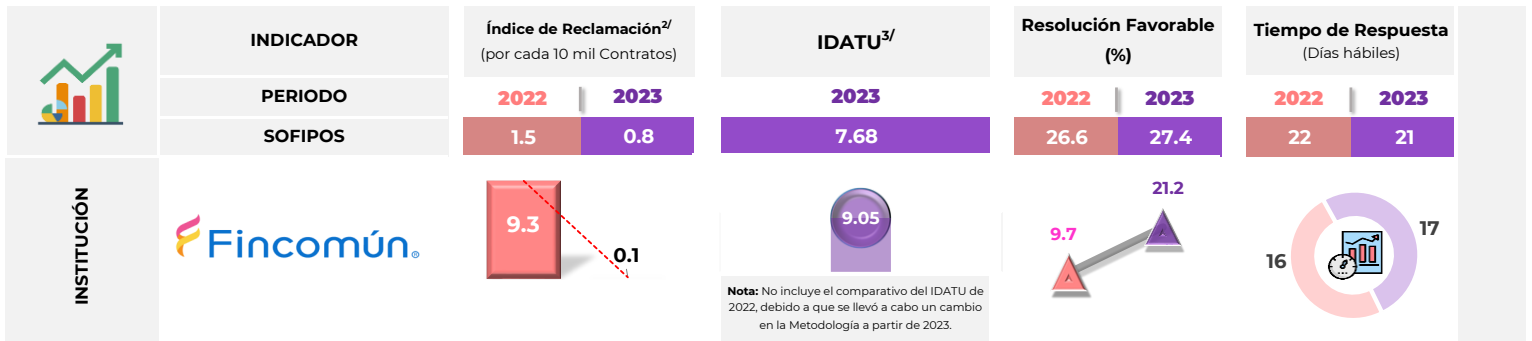 INDICADOR
Índice de Reclamación2/
(por cada 10 mil Contratos)
IDATU3/
Resolución Favorable
(%)
Tiempo de Respuesta
(Días hábiles)
PERIODO
2022
2023
2023
2022
2023
2022
2023
SOFIPOS
1.5
0.8
7.68
26.6
27.4
22
21
INSTITUCIÓN
Fincomún®
9.3
0.1
9.05
Nota: No incluye el comparativo del IDATU de
2022, debido a que se llevó a cabo un cambio
en la Metodología a partir de 2023.
9.7
21.2
16
17